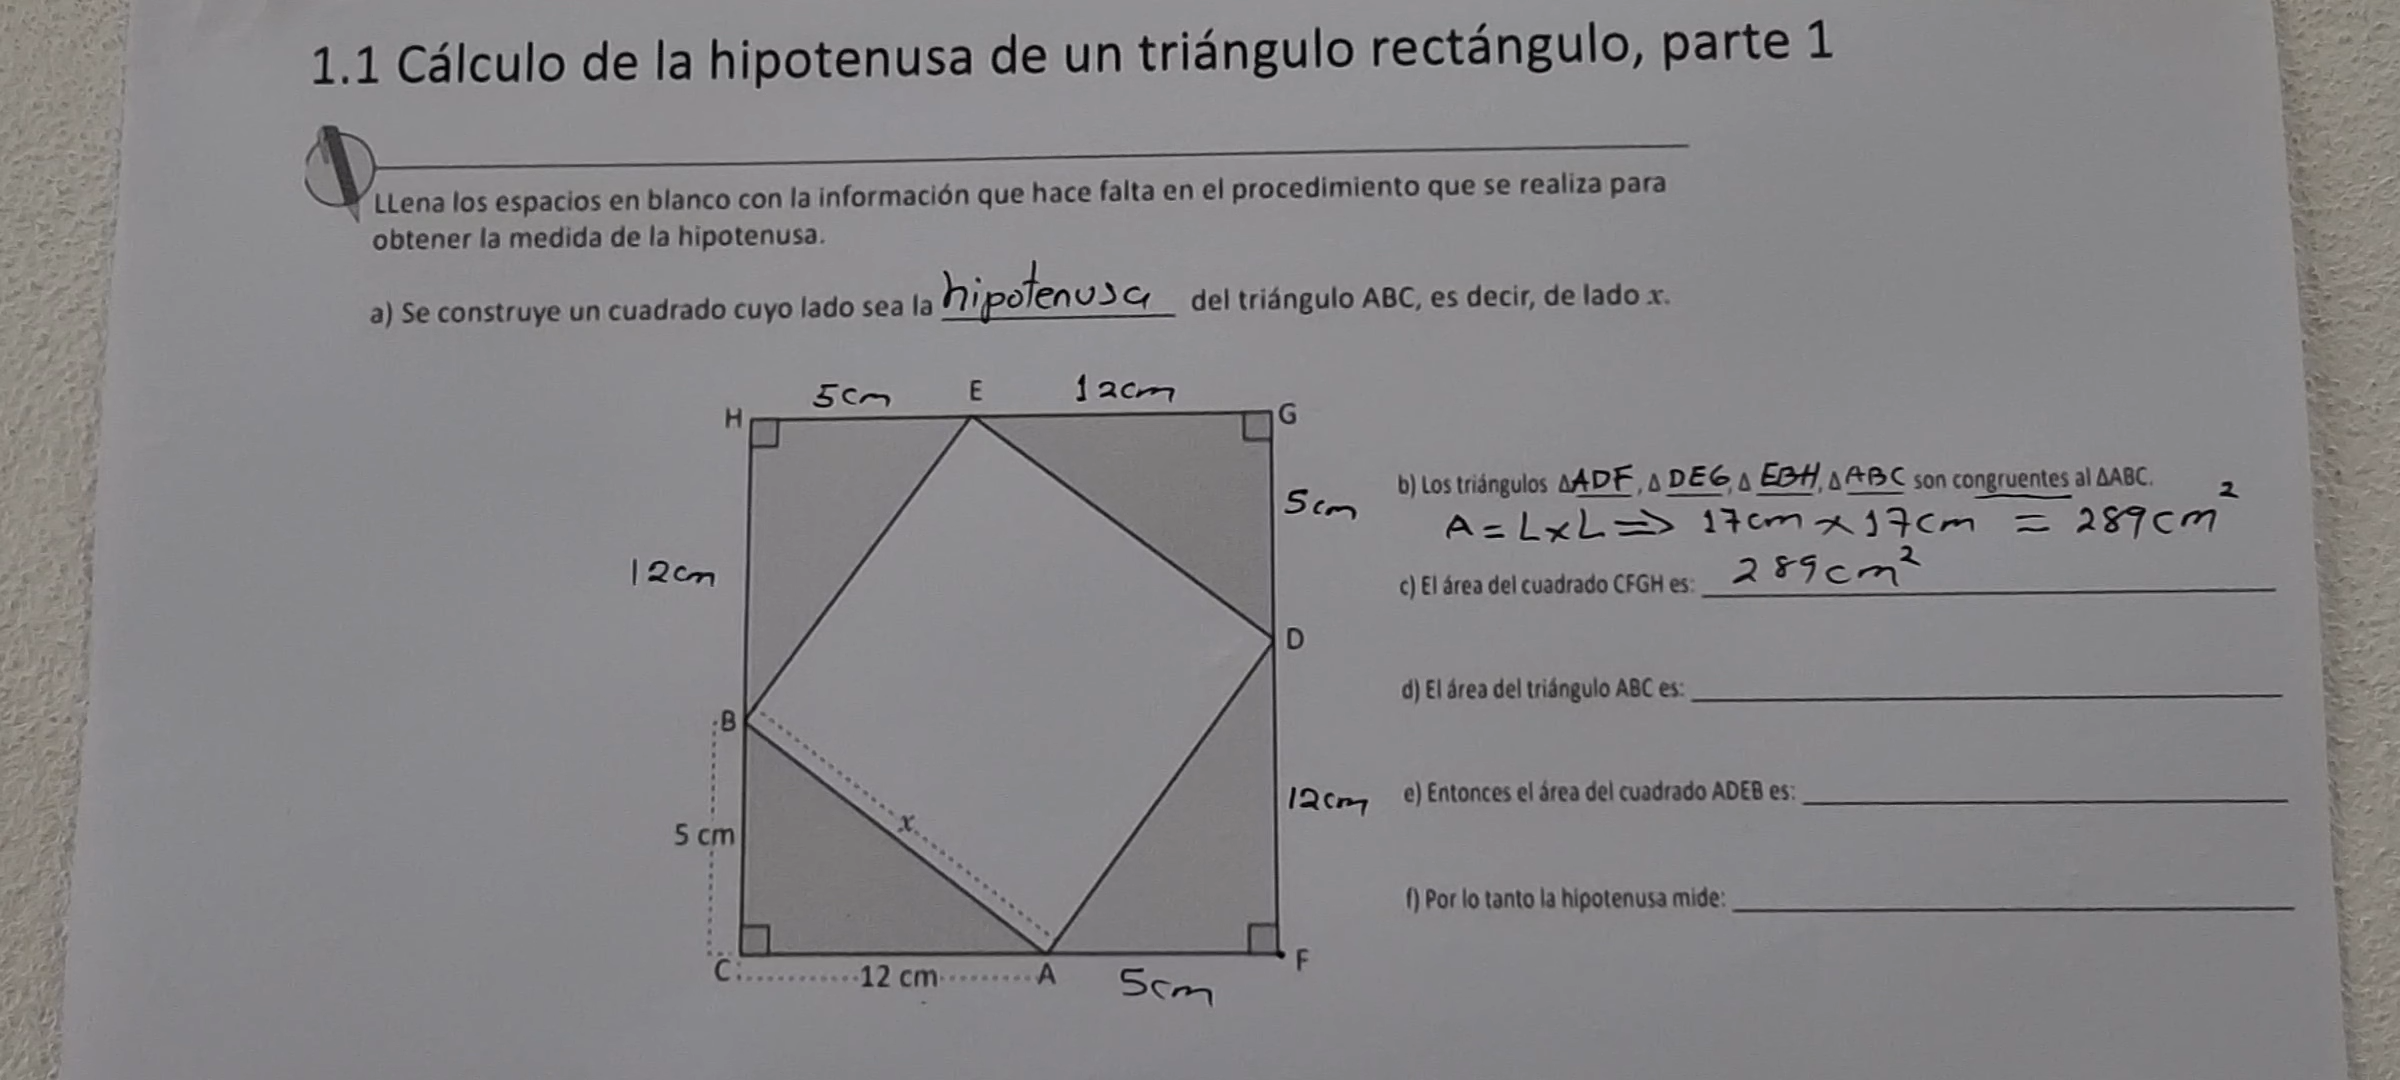 1.1 Cálculo de la hipotenusa de un triángulo rectángulo, parte 1
LLena los espacios en blanco con la información que hace falta en el procedimiento que se realiza para
obtener la medida de la hipotenusa.
a) Se construye un cuadrado cuyo lado sea la hipotenusa del triángulo ABC, es decir, de lado x.
5cm E 12cm
H G
5cm
12cm
D
B
x
12cm
5 cm
C 12 cm A 5cm F
b) Los triángulos ΔADF, Δ DEG, Δ EBH, ΔABC son congruentes al ΔABC.
A = L×L ⇒ 17cm × 17cm = 289cm²
c) El área del cuadrado CFGH es: 289cm²
d) El área del triángulo ABC es:
e) Entonces el área del cuadrado ADEB es:
f) Por lo tanto la hipotenusa mide: